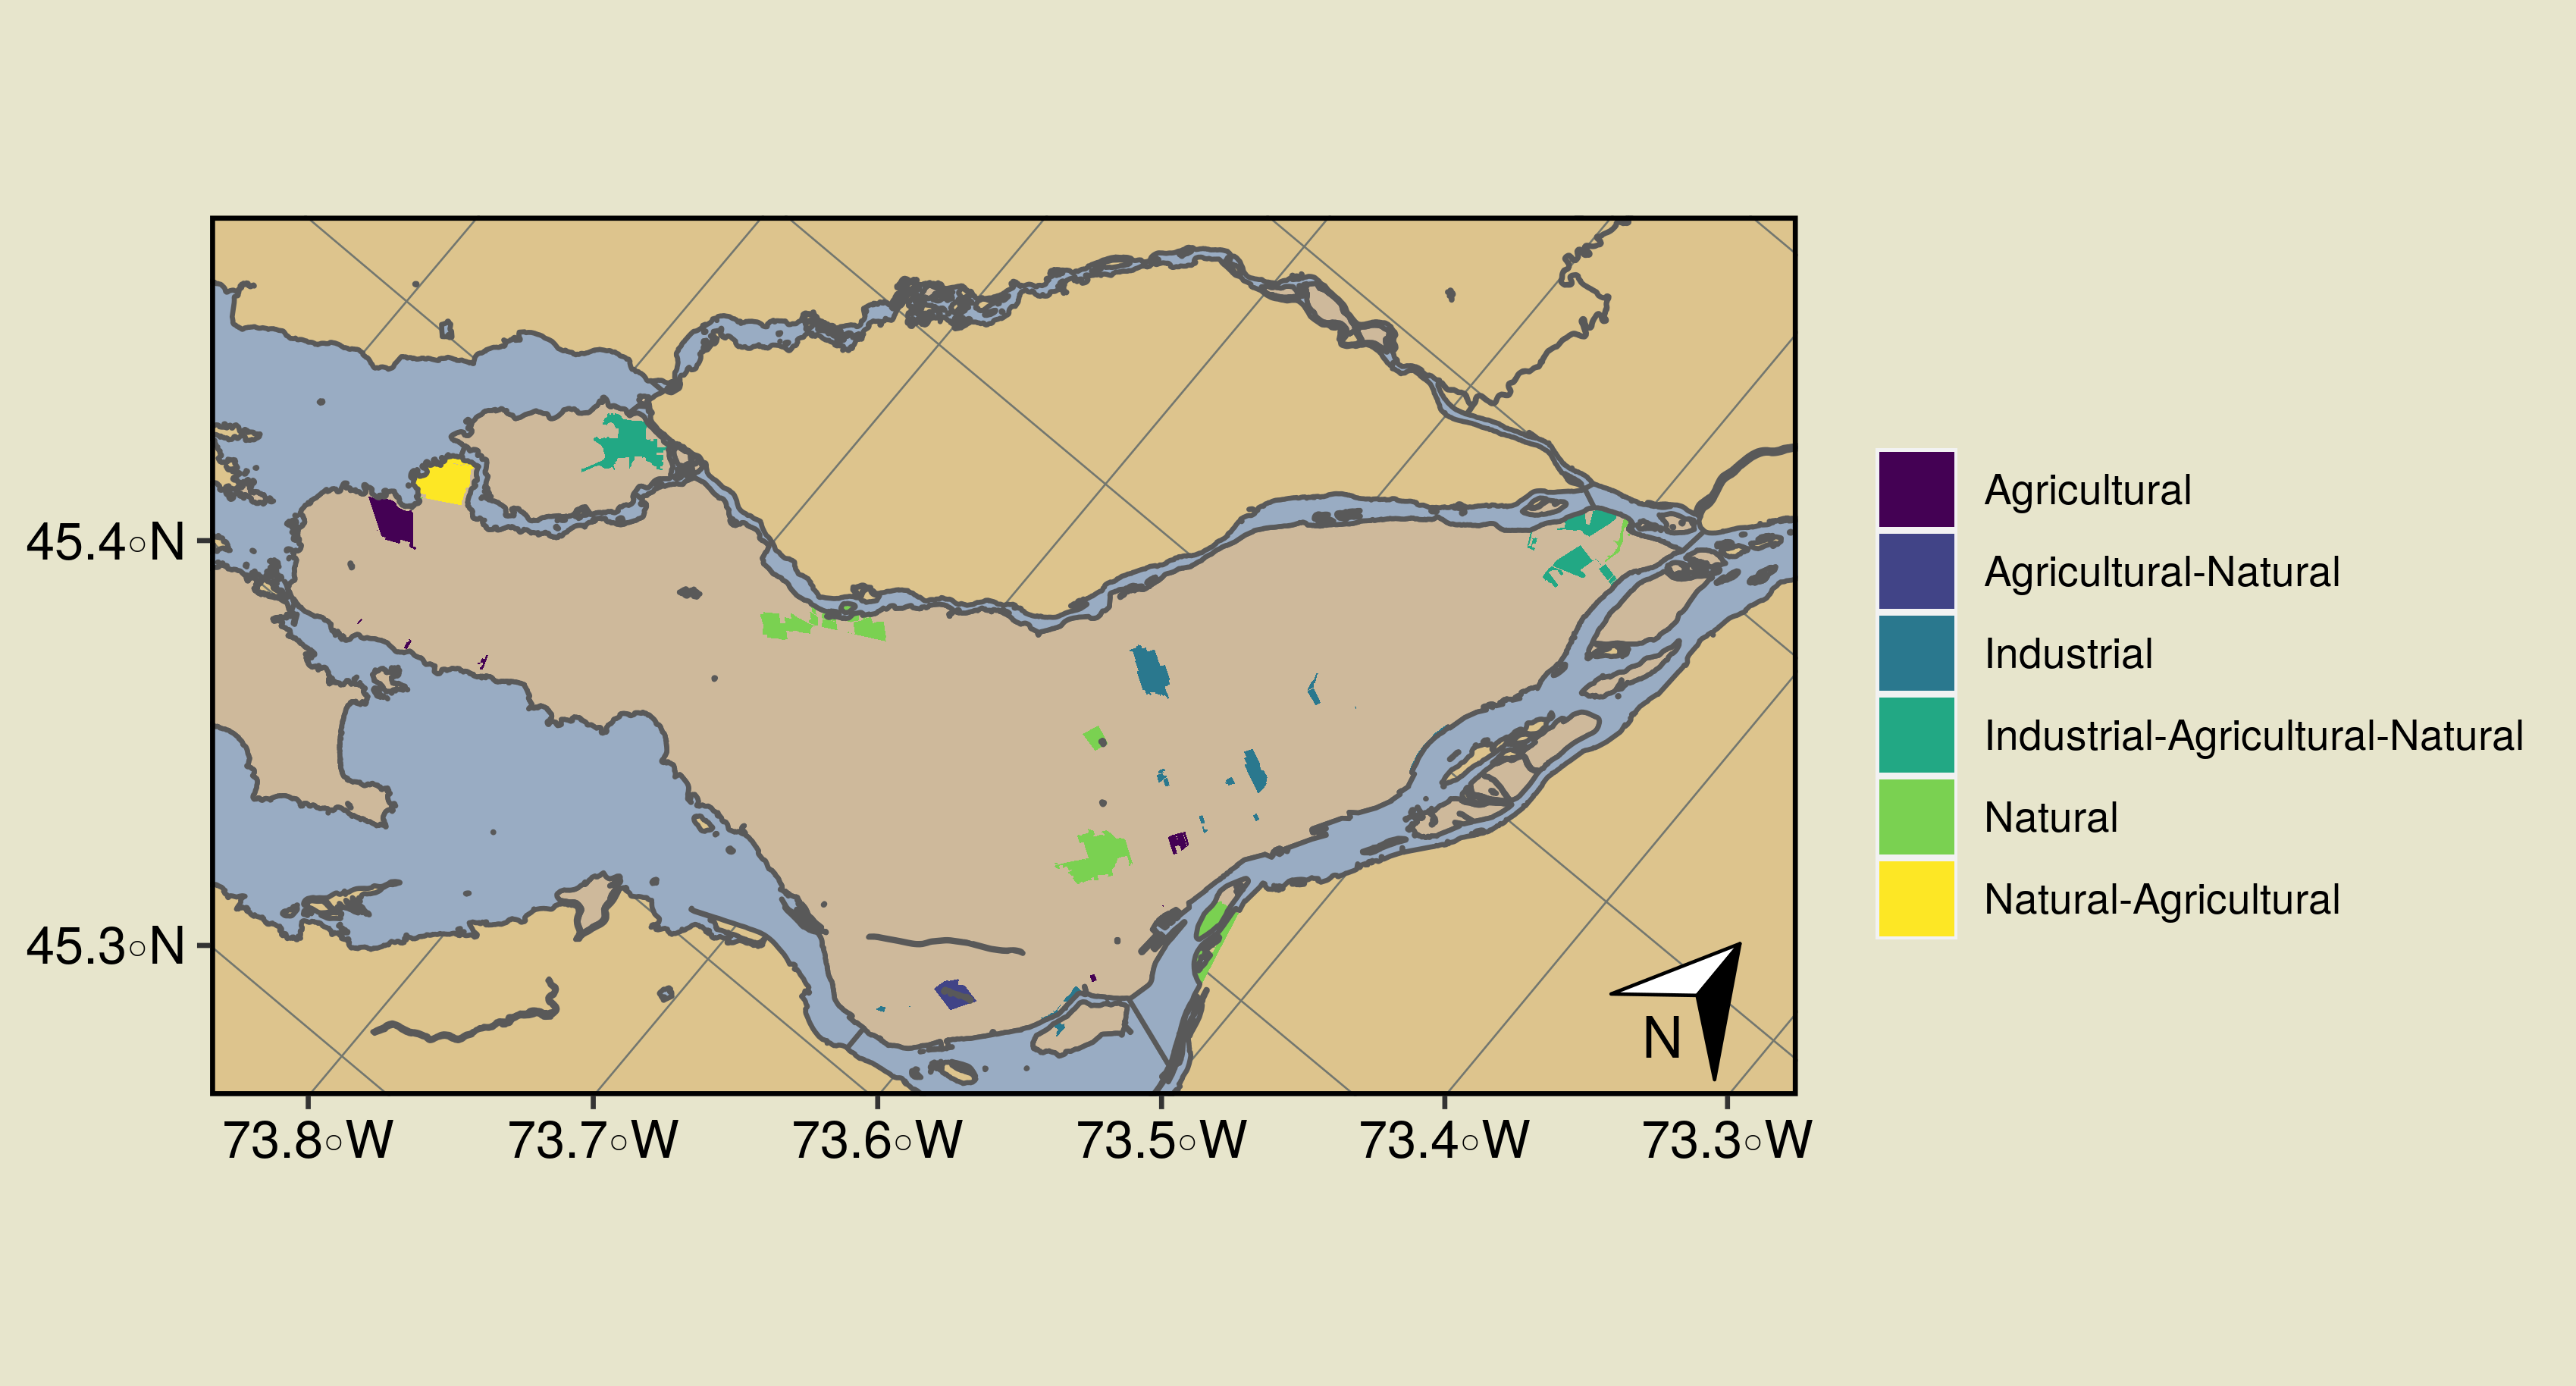 45.4◦N
45.3◦N
73.8◦W 73.7◦W 73.6◦W 73.5◦W 73.4◦W 73.3◦W
N
Agricultural
Agricultural-Natural
Industrial
Industrial-Agricultural-Natural
Natural
Natural-Agricultural